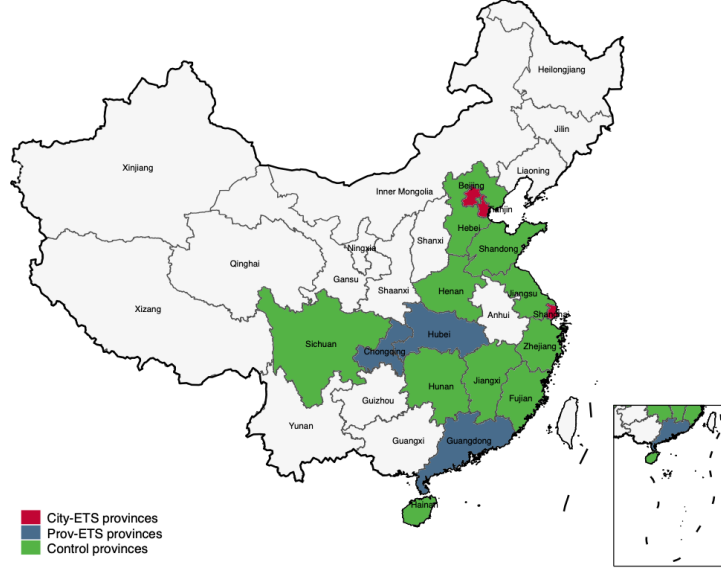 Heilongjiang
Jilin
Liaoning
Xinjiang
Inner Mongolia
Beijing
Tianjin
Hebei
Shanxi
Shandong
Ningxia
Qinghai
Gansu
Shaanxi
Henan
Jiangsu
Xizang
Anhui
Shanghai
Hubei
Sichuan
Chongqing
Zhejiang
Hunan
Jiangxi
Guizhou
Fujian
Yunan
Guangxi
Guangdong
Hainan
City-ETS provinces
Prov-ETS provinces
Control provinces